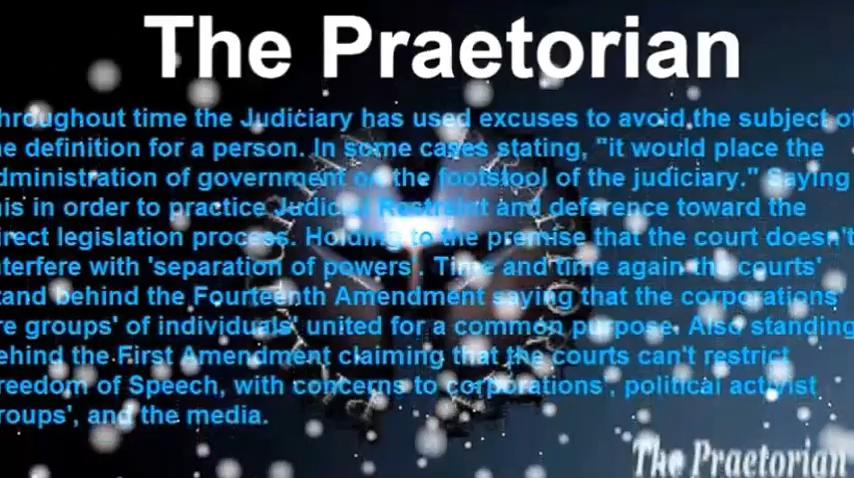 The Praetorian
hroughout time the Judiciary has used excuses to avoid the subject of
e definition for a person. In some cases stating, "it would place the
dministration of government on the footstool of the judiciary." Saying
his in order to practice Judicial Restraint and deference toward the
irect legislation process. Holding to the premise that the court doesn't
nterfere with 'separation of powers'. Time and time again the courts'
tand behind the Fourteenth Amendment saying that the corporations'
re groups' of individuals' united for a common purpose. Also standing
ehind the First Amendment claiming that the courts can't restrict
reedom of Speech, with concerns to corporations', political activist
roups', and the media.
The Praetorian